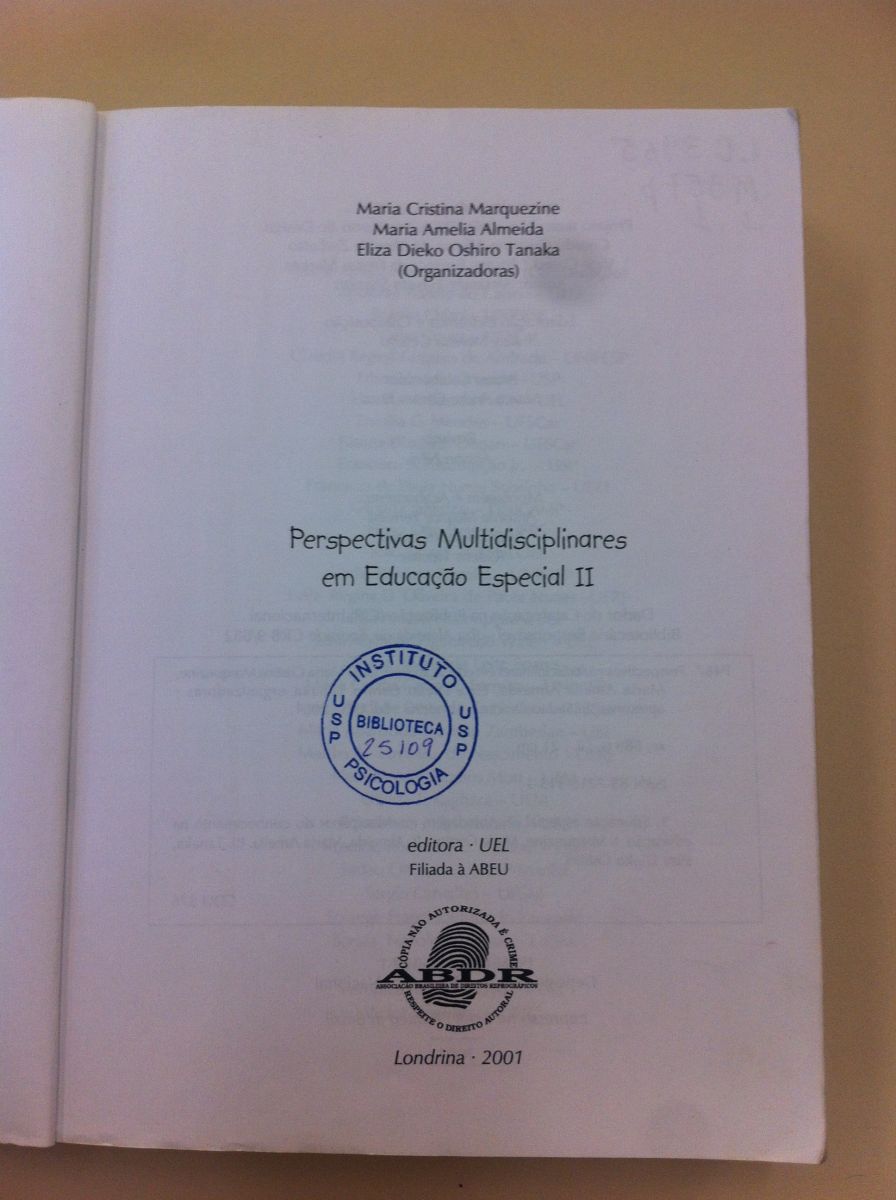 Maria Cristina Marquezine
Maria Amelia Almeida
Eliza Dieko Oshiro Tanaka
(Organizadoras)
Perspectivas Multidisciplinares
em Educação Especial II
INSTITUTO
USP
BIBLIOTECA
USP
25109
PSICOLOGIA
editora · UEL
Filiada à ABEU
CÓPIA NÃO AUTORIZADA É CRIME
ABDR
ASSOCIAÇÃO BRASILEIRA DE DIREITOS REPROGRÁFICOS
RESPEITE O DIREITO AUTORAL
Londrina · 2001